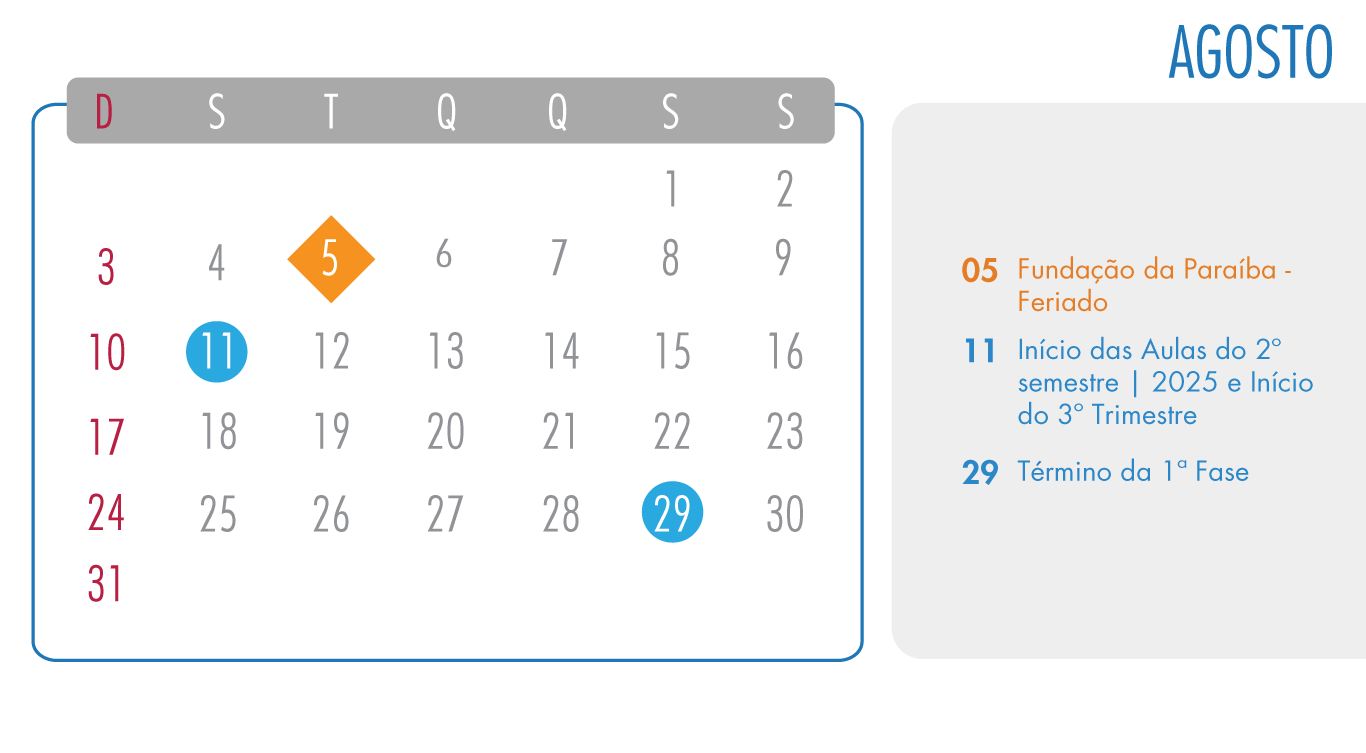 AGOSTO
D S T Q Q S S
1 2
3 4 5 6 7 8 9
10 11 12 13 14 15 16
17 18 19 20 21 22 23
24 25 26 27 28 29 30
31
05 Fundação da Paraíba -
Feriado
11 Início das Aulas do 2º
semestre | 2025 e Início
do 3º Trimestre
29 Término da 1ª Fase